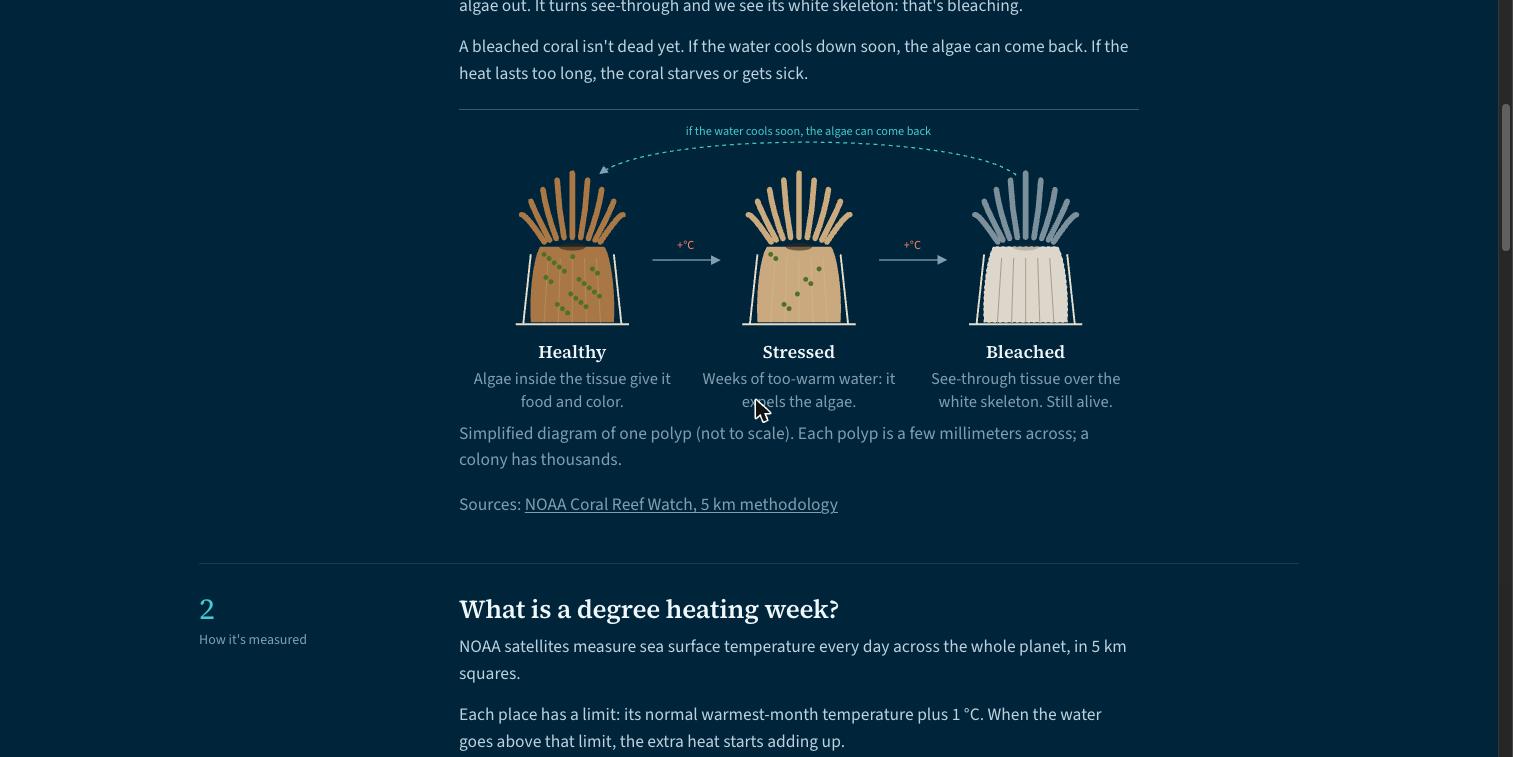 algae out. It turns see-through and we see its white skeleton: that's bleaching.
A bleached coral isn't dead yet. If the water cools down soon, the algae can come back. If the
heat lasts too long, the coral starves or gets sick.
if the water cools soon, the algae can come back
+°C
+°C
Healthy
Algae inside the tissue give it
food and color.
Stressed
Weeks of too-warm water: it
expels the algae.
Bleached
See-through tissue over the
white skeleton. Still alive.
Simplified diagram of one polyp (not to scale). Each polyp is a few millimeters across; a
colony has thousands.
Sources: NOAA Coral Reef Watch, 5 km methodology
2
How it's measured
What is a degree heating week?
NOAA satellites measure sea surface temperature every day across the whole planet, in 5 km
squares.
Each place has a limit: its normal warmest-month temperature plus 1 °C. When the water
goes above that limit, the extra heat starts adding up.